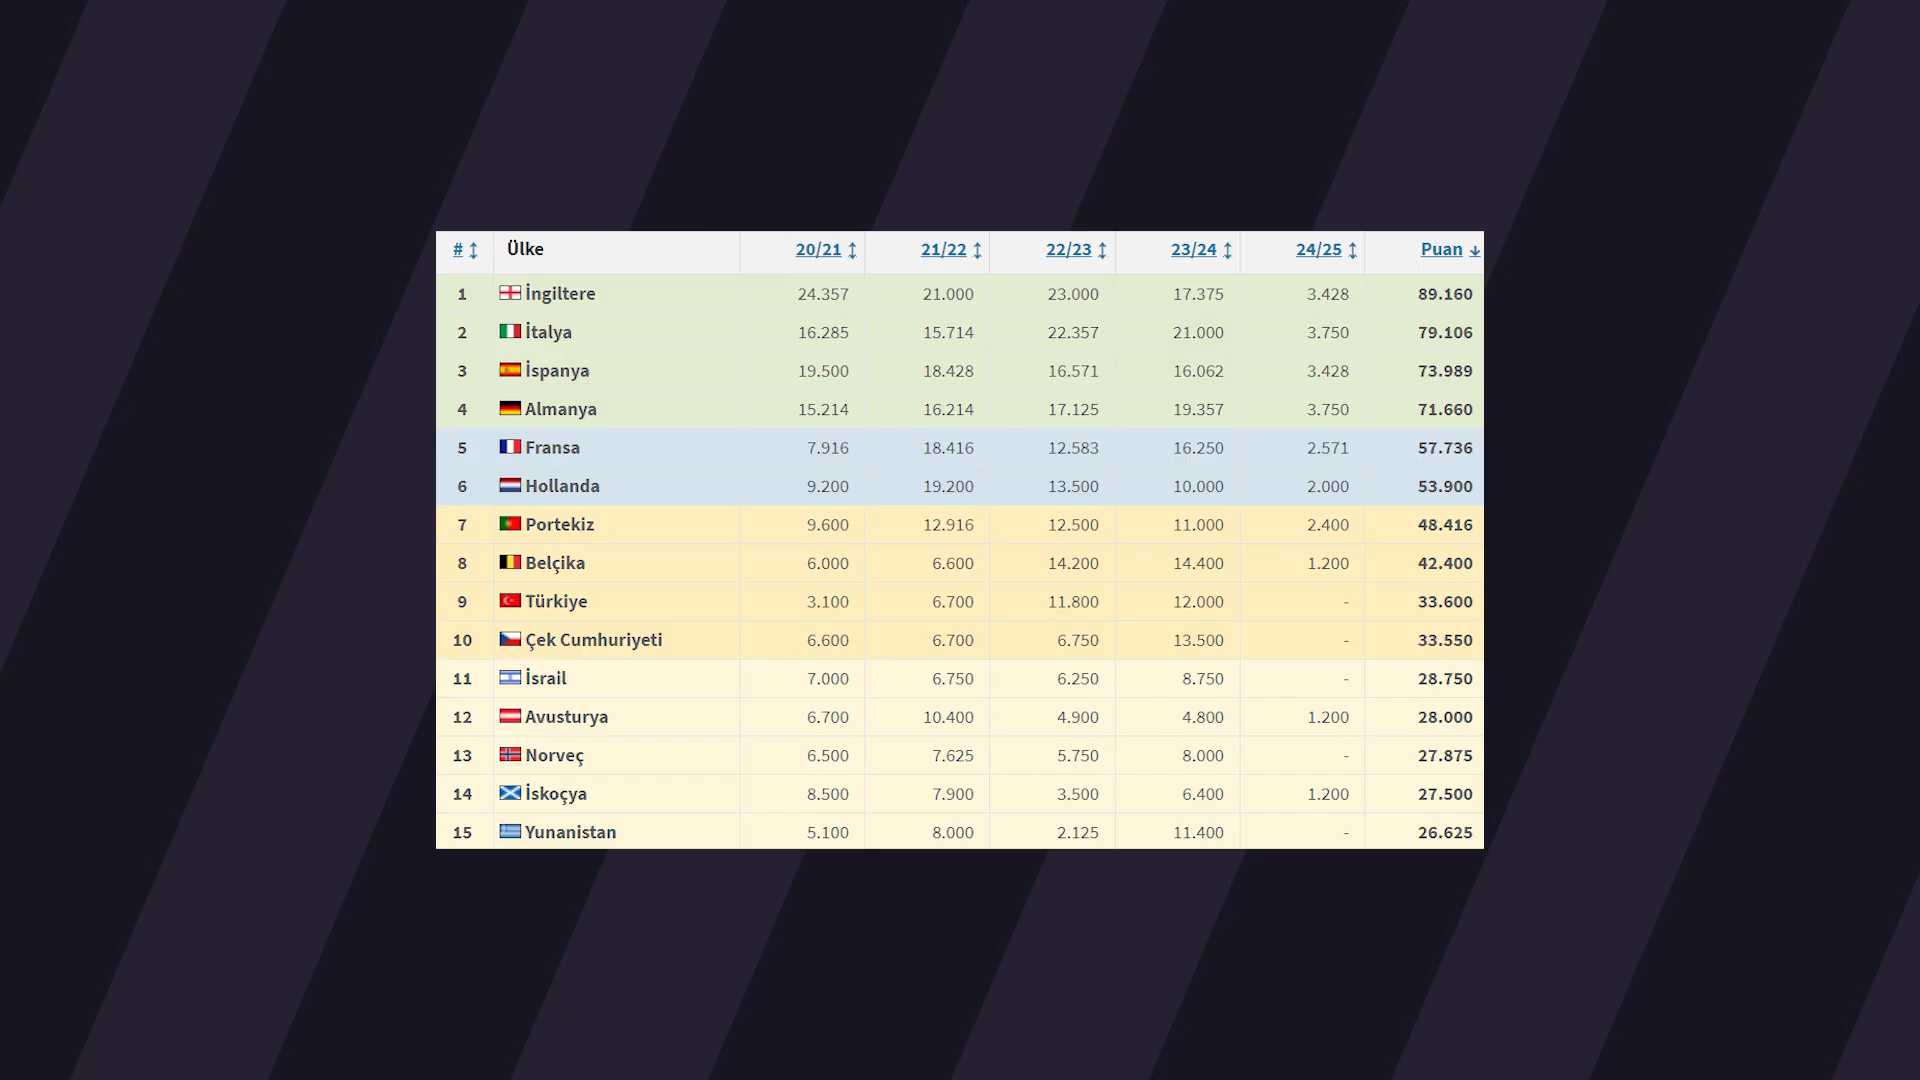 # Ülke 20/21 21/22 22/23 23/24 24/25 Puan
1 İngiltere 24.357 21.000 23.000 17.375 3.428 89.160
2 İtalya 16.285 15.714 22.357 21.000 3.750 79.106
3 İspanya 19.500 18.428 16.571 16.062 3.428 73.989
4 Almanya 15.214 16.214 17.125 19.357 3.750 71.660
5 Fransa 7.916 18.416 12.583 16.250 2.571 57.736
6 Hollanda 9.200 19.200 13.500 10.000 2.000 53.900
7 Portekiz 9.600 12.916 12.500 11.000 2.400 48.416
8 Belçika 6.000 6.600 14.200 14.400 1.200 42.400
9 Türkiye 3.100 6.700 11.800 12.000 - 33.600
10 Çek Cumhuriyeti 6.600 6.700 6.750 13.500 - 33.550
11 İsrail 7.000 6.750 6.250 8.750 - 28.750
12 Avusturya 6.700 10.400 4.900 4.800 1.200 28.000
13 Norveç 6.500 7.625 5.750 8.000 - 27.875
14 İskoçya 8.500 7.900 3.500 6.400 1.200 27.500
15 Yunanistan 5.100 8.000 2.125 11.400 - 26.625